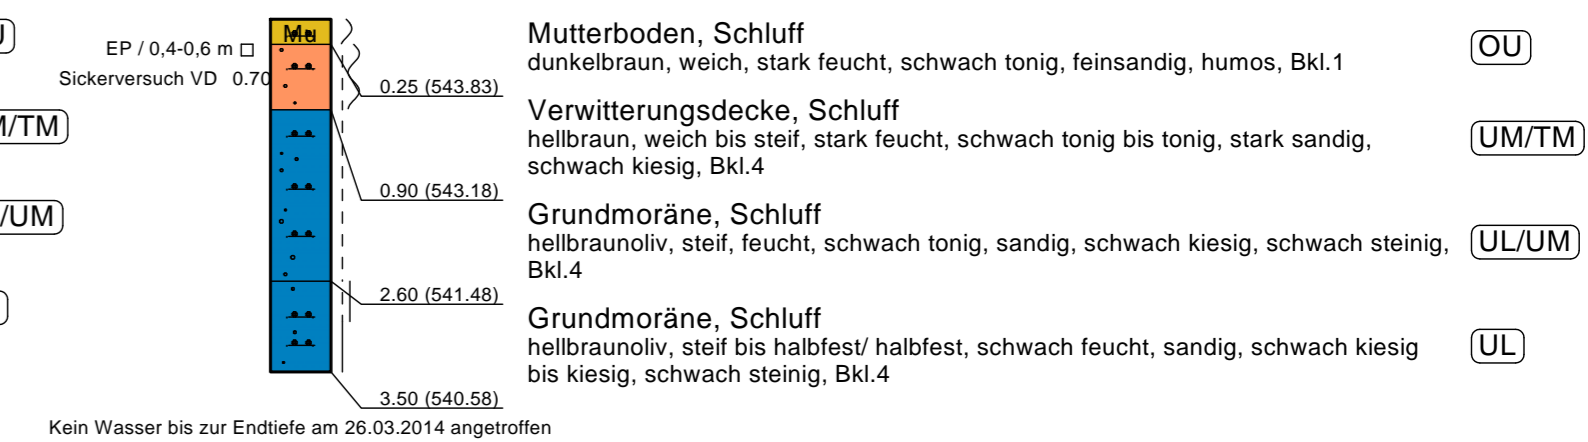 U
Mu
Mutterboden, Schluff
dunkelbraun, weich, stark feucht, schwach tonig, feinsandig, humos, Bkl.1
OU
EP / 0,4-0,6 m
Sickerversuch VD 0.70
0.25 (543.83)
M/TM
Verwitterungsdecke, Schluff
hellbraun, weich bis steif, stark feucht, schwach tonig bis tonig, stark sandig,
schwach kiesig, Bkl.4
UM/TM
0.90 (543.18)
/UM
Grundmoräne, Schluff
hellbraunoliv, steif, feucht, schwach tonig, sandig, schwach kiesig, schwach steinig,
Bkl.4
UL/UM
2.60 (541.48)
Grundmoräne, Schluff
hellbraunoliv, steif bis halbfest/ halbfest, schwach feucht, sandig, schwach kiesig
bis kiesig, schwach steinig, Bkl.4
UL
3.50 (540.58)
Kein Wasser bis zur Endtiefe am 26.03.2014 angetroffen